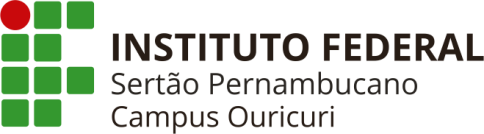 INSTITUTO FEDERAL
Sertão Pernambucano
Campus Ouricuri